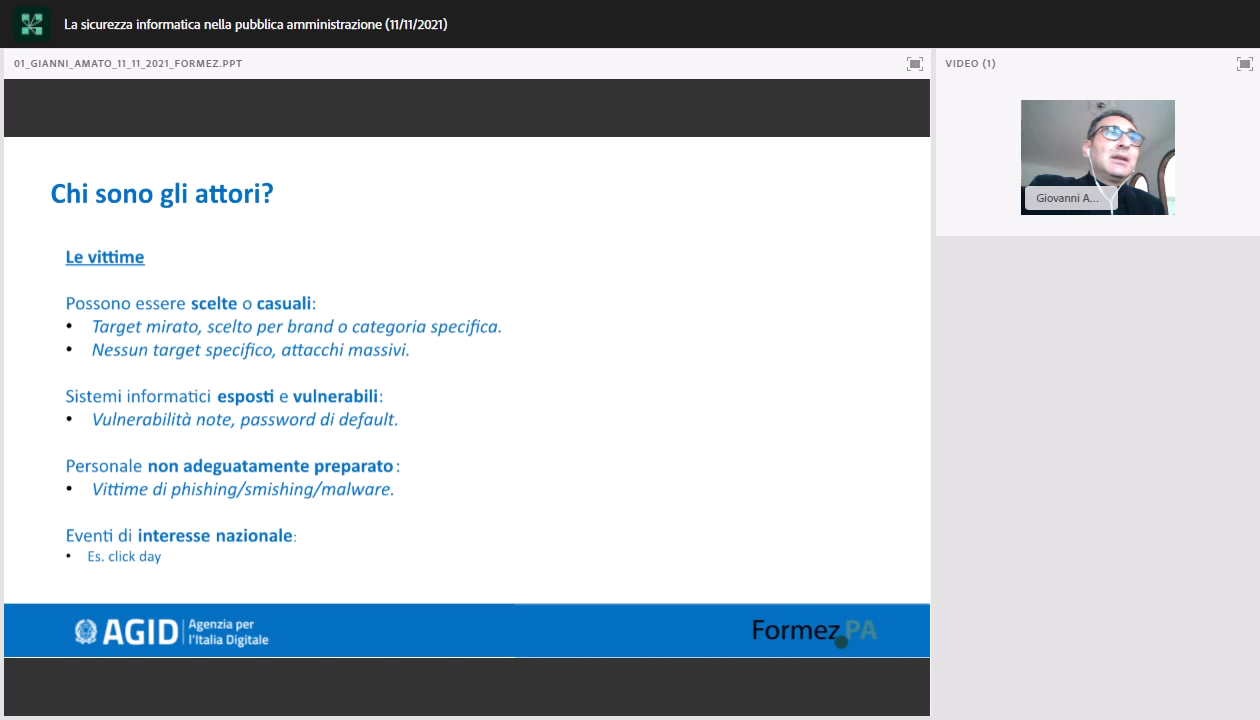 La sicurezza informatica nella pubblica amministrazione (11/11/2021)
01_GIANNI_AMATO_11_11_2021_FORMEZ.PPT
VIDEO (1)
Giovanni A...
Chi sono gli attori?
Le vittime
Possono essere scelte o casuali:
• Target mirato, scelto per brand o categoria specifica.
• Nessun target specifico, attacchi massivi.
Sistemi informatici esposti e vulnerabili:
• Vulnerabilità note, password di default.
Personale non adeguatamente preparato:
• Vittime di phishing/smishing/malware.
Eventi di interesse nazionale:
• Es. click day
AGID
Agenzia per
l'Italia Digitale
Formez PA